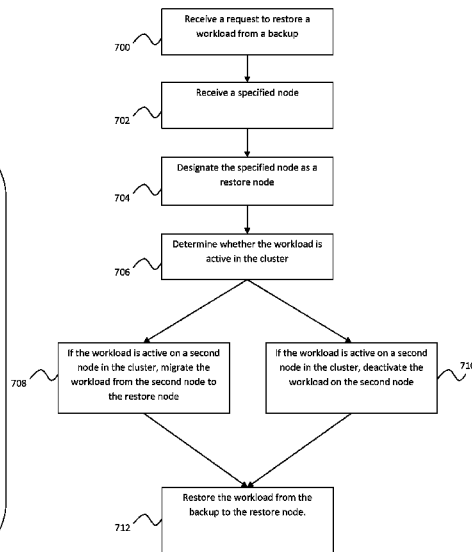 Receive a request to restore a
workload from a backup
700
Receive a specified node
702
Designate the specified node as a
restore node
704
Determine whether the workload is
active in the cluster
706
If the workload is active on a second
node in the cluster, migrate the
workload from the second node to
the restore node
708
If the workload is active on a second
node in the cluster, deactivate the
workload on the second node
710
Restore the workload from the
backup to the restore node.
712